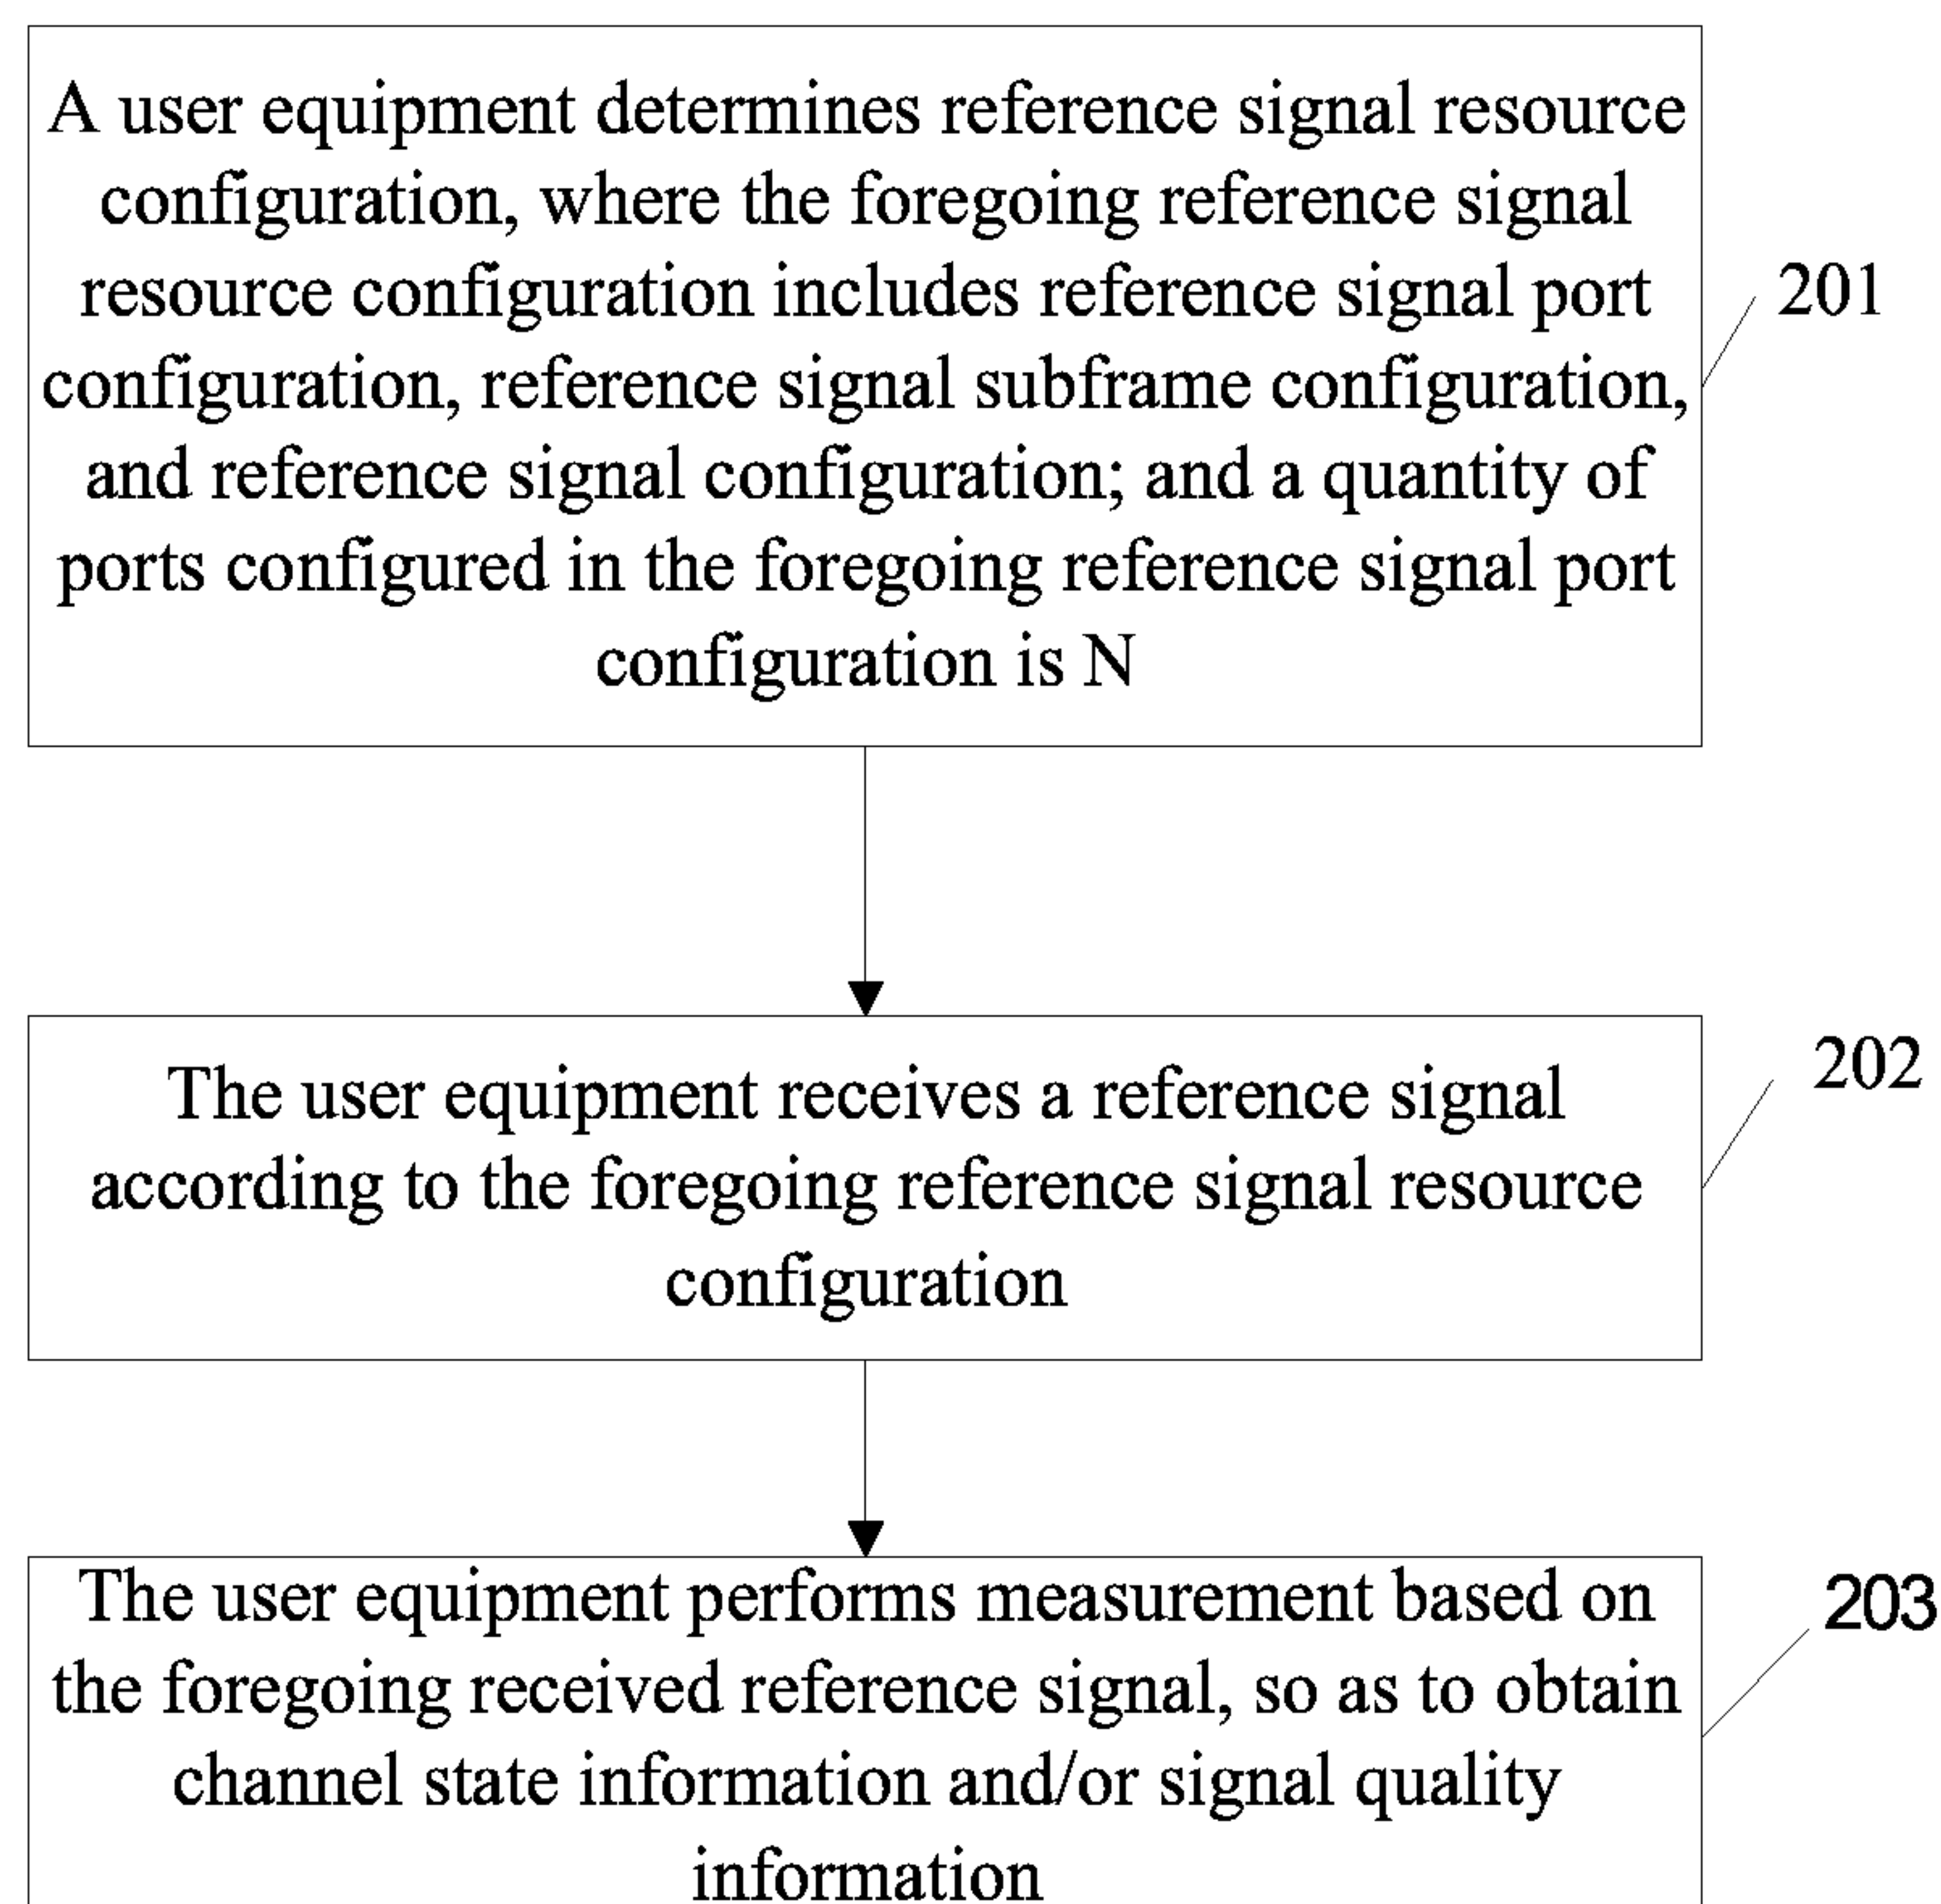 A user equipment determines reference signal resource
configuration, where the foregoing reference signal
resource configuration includes reference signal port
configuration, reference signal subframe configuration,
and reference signal configuration; and a quantity of
ports configured in the foregoing reference signal port
configuration is N
201
The user equipment receives a reference signal
according to the foregoing reference signal resource
configuration
202
The user equipment performs measurement based on
the foregoing received reference signal, so as to obtain
channel state information and/or signal quality
information
203